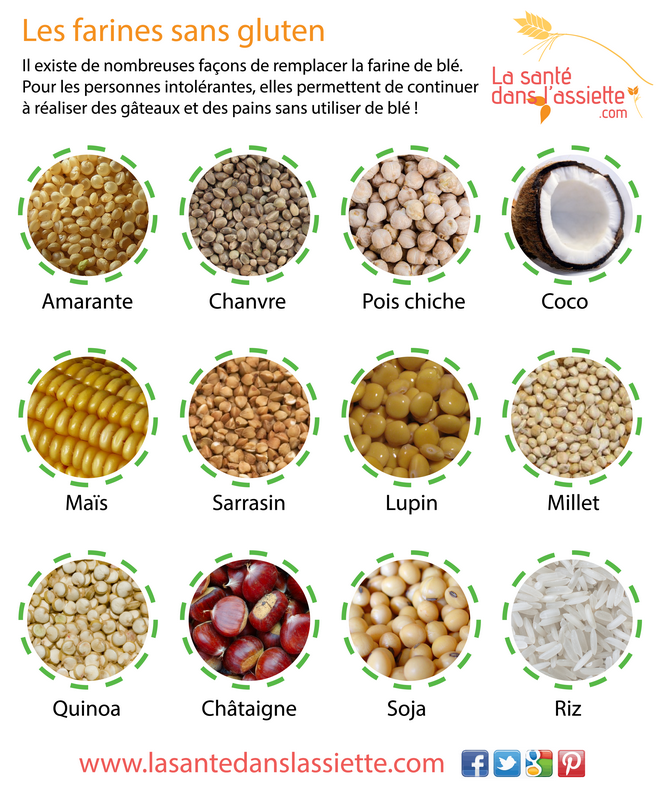 Les farines sans gluten
Il existe de nombreuses façons de remplacer la farine de blé.
Pour les personnes intolérantes, elles permettent de continuer
à réaliser des gâteaux et des pains sans utiliser de blé !
La santé
dans l'assiette
.com
Amarante
Chanvre
Pois chiche
Coco
Maïs
Sarrasin
Lupin
Millet
Quinoa
Châtaigne
Soja
Riz
www.lasantedanslassiette.com